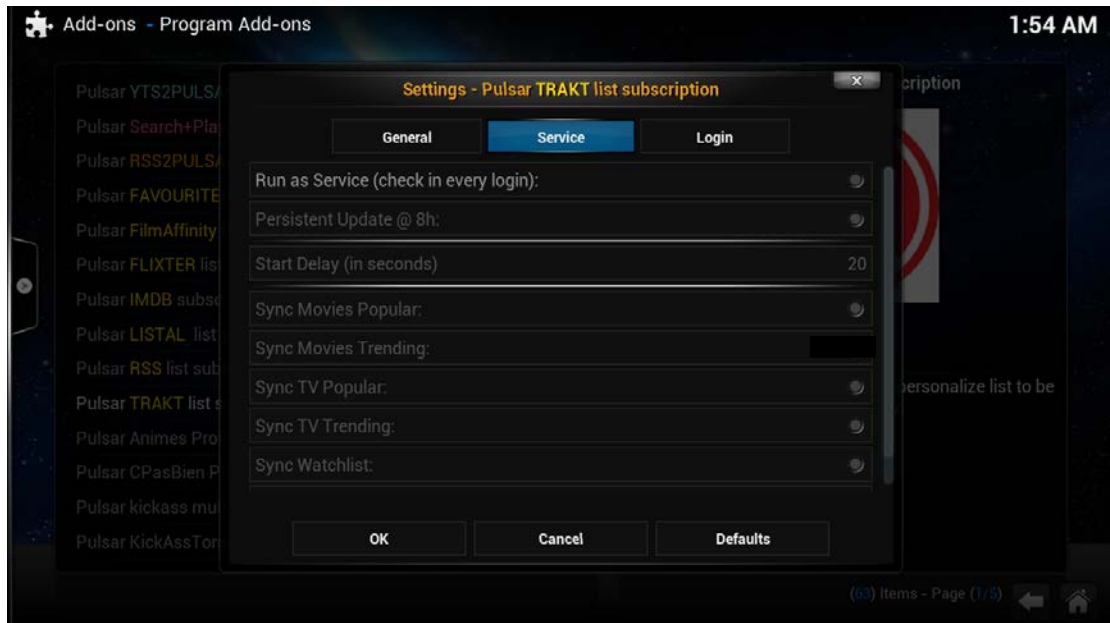 Add-ons - Program Add-ons
1:54 AM
Pulsar YTS2PULSA
Pulsar Search+Pla
Pulsar RSS2PULSA
Pulsar FAVOURITE
Pulsar FilmAffinity
Pulsar FLIXTER lis
Pulsar IMDB subsc
Pulsar LISTAL list
Pulsar RSS list sub
Pulsar TRAKT list s
Pulsar Animes Pro
Pulsar CPasBien P
Pulsar kickass mul
Pulsar KickAssTorr
Settings - Pulsar TRAKT list subscription
General
Service
Login
Run as Service (check in every login):
Persistent Update @ 8h:
Start Delay (in seconds) 20
Sync Movies Popular:
Sync Movies Trending:
Sync TV Popular:
Sync TV Trending:
Sync Watchlist:
OK
Cancel
Defaults
cription
personalize list to be
(63) Items - Page (1/5)